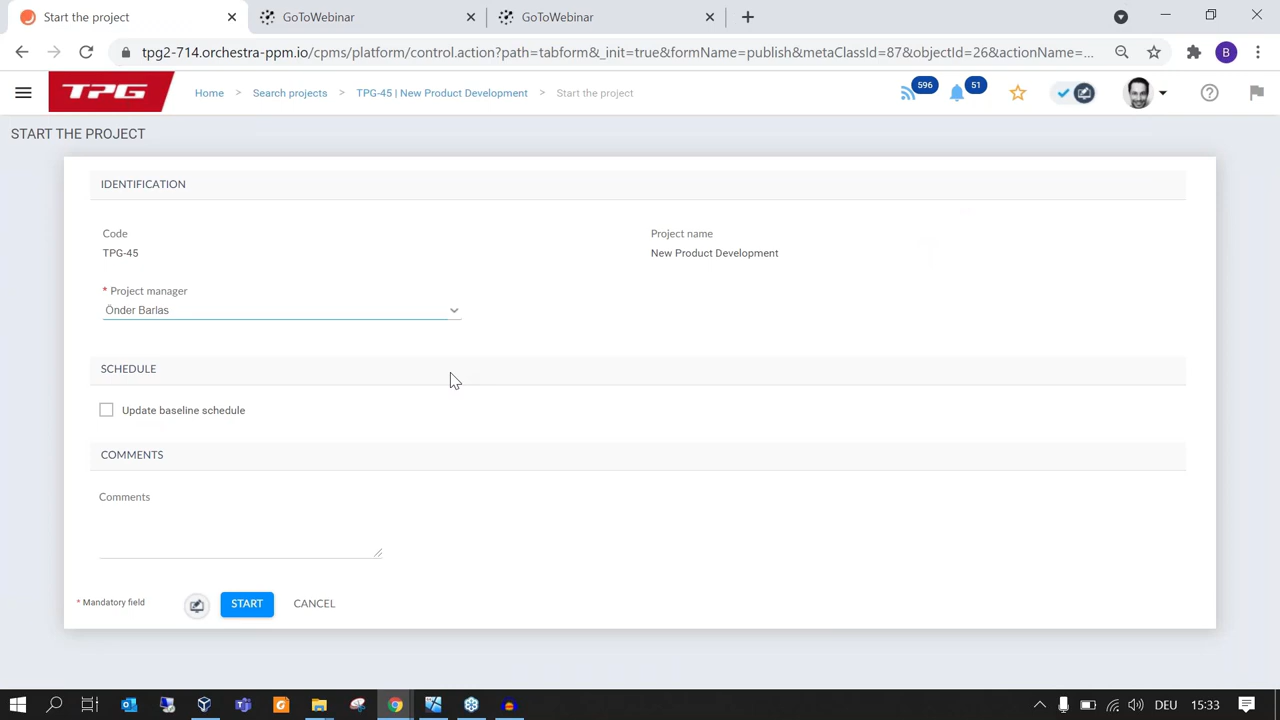 Start the project
GoToWebinar
GoToWebinar
tpg2-714.orchestra-ppm.io/cpms/platform/control.action?path=tabform&_init=true&formName=publish&metaClassId=87&objectId=26&actionName=...
B
TPG
Home > Search projects > TPG-45 | New Product Development > Start the project
596
51
START THE PROJECT
IDENTIFICATION
Code
Project name
TPG-45
New Product Development
* Project manager
Önder Barlas
SCHEDULE
Update baseline schedule
COMMENTS
Comments
* Mandatory field
START
CANCEL
DEU
15:33